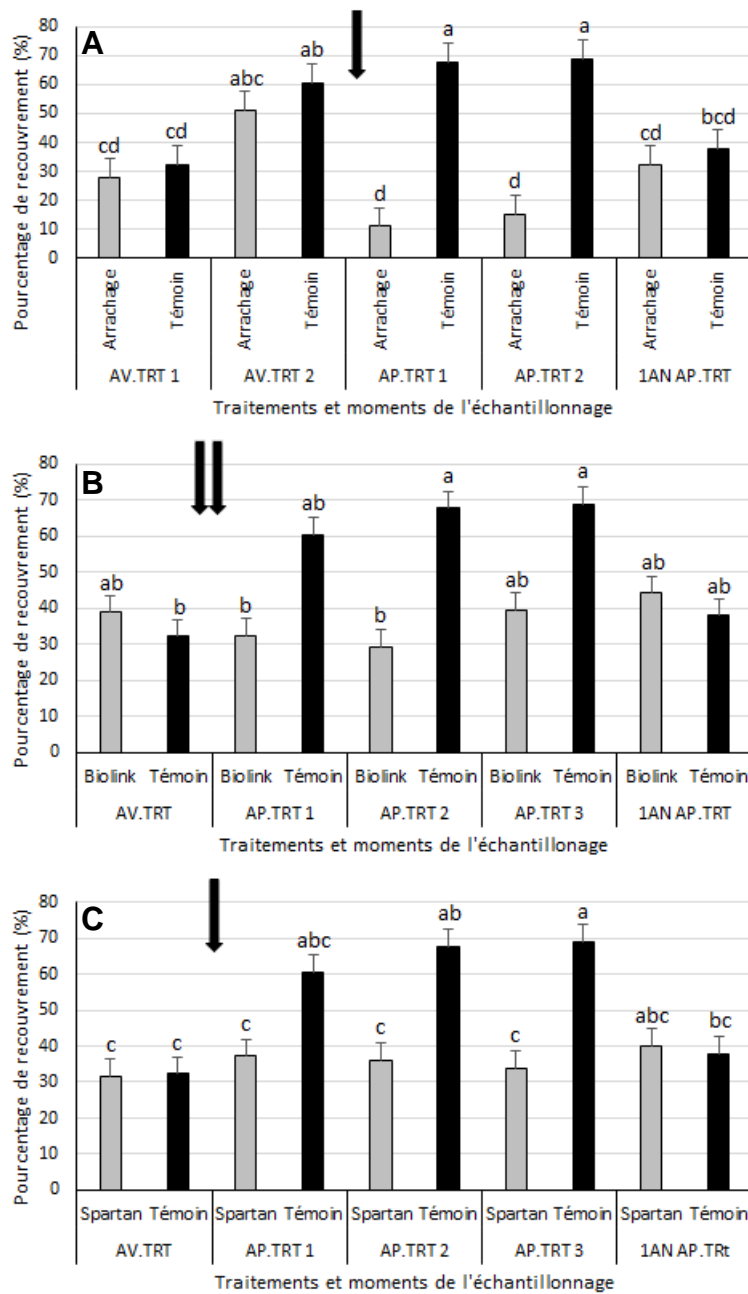 A
Pourcentage de recouvrement (%)
80
70
60
50
40
30
20
10
0
cd
cd
abc
ab
d
a
d
a
cd
bcd
Arrachage
Témoin
Arrachage
Témoin
Arrachage
Témoin
Arrachage
Témoin
Arrachage
Témoin
AV.TRT 1
AV.TRT 2
AP.TRT 1
AP.TRT 2
1AN AP.TRT
Traitements et moments de l'échantillonnage
B
Pourcentage de recouvrement (%)
80
70
60
50
40
30
20
10
0
ab
b
b
ab
b
a
ab
a
ab
ab
Biolink Témoin Biolink Témoin Biolink Témoin Biolink Témoin Biolink Témoin
AV.TRT
AP.TRT 1
AP.TRT 2
AP.TRT 3
1AN AP.TRT
Traitements et moments de l'échantillonage
C
Pourcentage de recouvrement (%)
80
70
60
50
40
30
20
10
0
c
c
c
abc
c
ab
c
a
abc
bc
Spartan Témoin Spartan Témoin Spartan Témoin Spartan Témoin Spartan Témoin
AV.TRT
AP.TRT 1
AP.TRT 2
AP.TRT 3
1AN AP.TRt
Traitements et moments de l'échantillonage